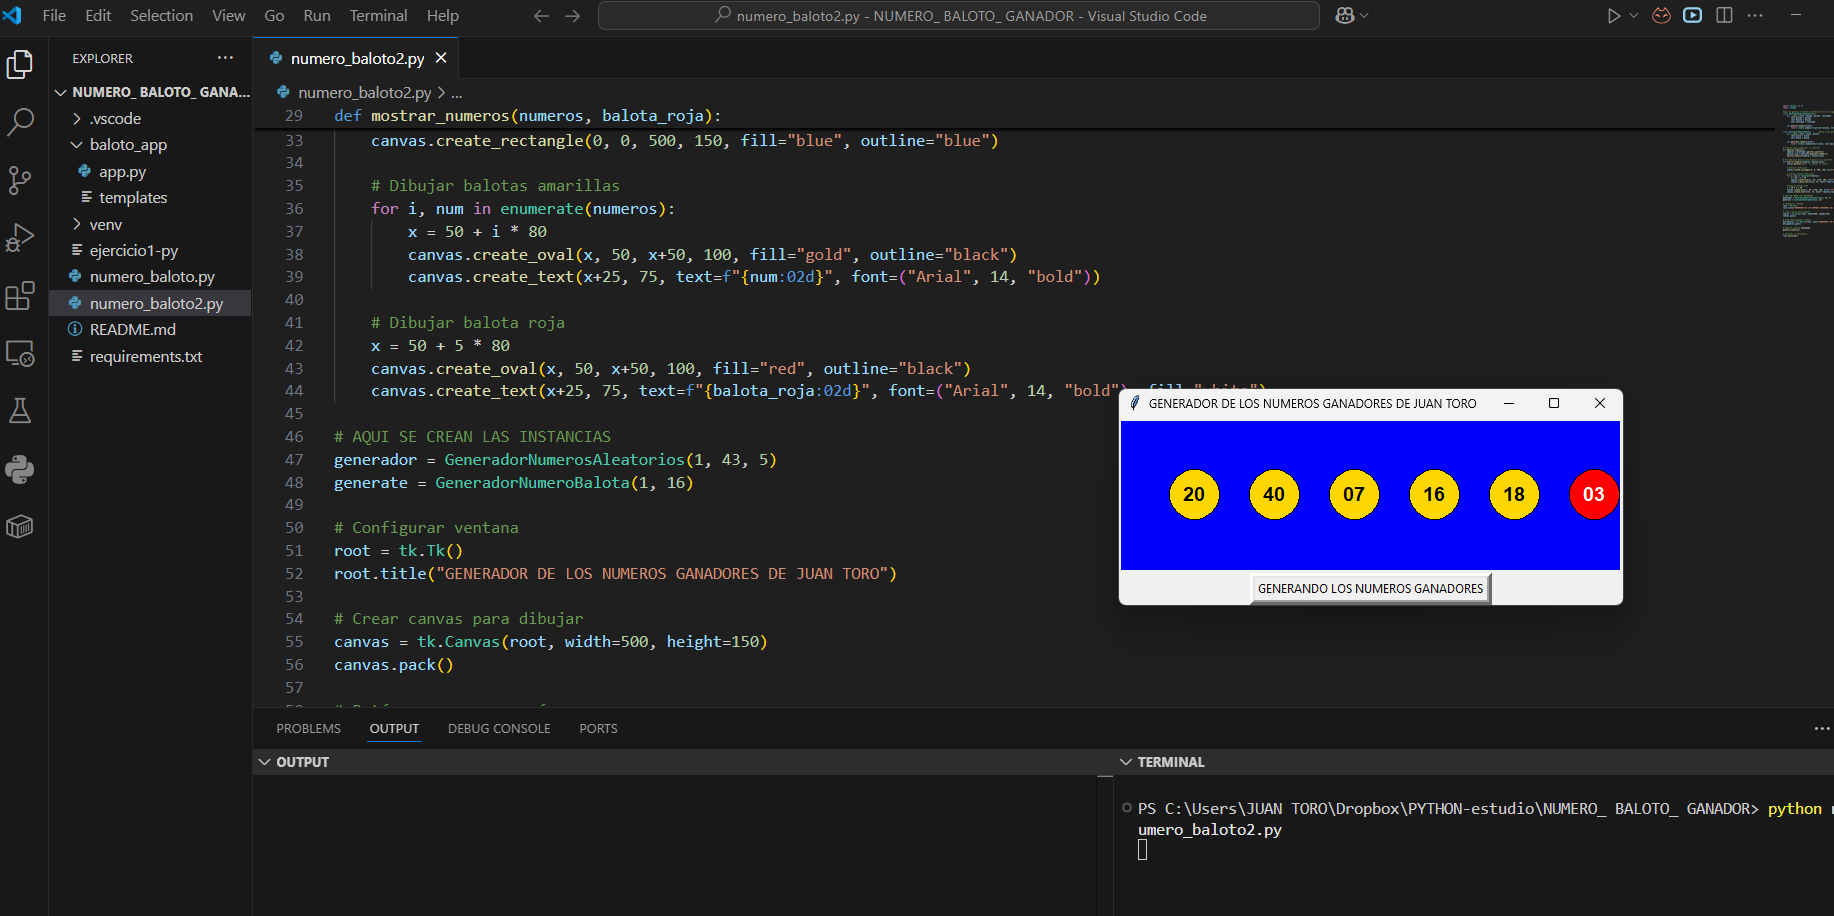 File Edit Selection View Go Run Terminal Help
numero_baloto2.py - NUMERO_ BALOTO_ GANADOR - Visual Studio Code
EXPLORER
NUMERO_ BALOTO_ GANA...
.vscode
baloto_app
app.py
templates
venv
ejercicio1-py
numero_baloto.py
numero_baloto2.py
README.md
requirements.txt
numero_baloto2.py
numero_baloto2.py > ...
29 def mostrar_numeros(numeros, balota_roja):
33 canvas.create_rectangle(0, 0, 500, 150, fill="blue", outline="blue")
34
35 # Dibujar balotas amarillas
36 for i, num in enumerate(numeros):
37 x = 50 + i * 80
38 canvas.create_oval(x, 50, x+50, 100, fill="gold", outline="black")
39 canvas.create_text(x+25, 75, text=f"{num:02d}", font=("Arial", 14, "bold"))
40
41 # Dibujar balota roja
42 x = 50 + 5 * 80
43 canvas.create_oval(x, 50, x+50, 100, fill="red", outline="black")
44 canvas.create_text(x+25, 75, text=f"{balota_roja:02d}", font=("Arial", 14, "bold"), fill="white")
45
46 # AQUI SE CREAN LAS INSTANCIAS
47 generador = GeneradorNumerosAleatorios(1, 43, 5)
48 generate = GeneradorNumeroBalota(1, 16)
49
50 # Configurar ventana
51 root = tk.Tk()
52 root.title("GENERADOR DE LOS NUMEROS GANADORES DE JUAN TORO")
53
54 # Crear canvas para dibujar
55 canvas = tk.Canvas(root, width=500, height=150)
56 canvas.pack()
57
GENERADOR DE LOS NUMEROS GANADORES DE JUAN TORO
20 40 07 16 18 03
GENERANDO LOS NUMEROS GANADORES
PROBLEMS OUTPUT DEBUG CONSOLE PORTS
OUTPUT
TERMINAL
PS C:\Users\JUAN TORO\Dropbox\PYTHON-estudio\NUMERO_ BALOTO_ GANADOR> python n
umero_baloto2.py